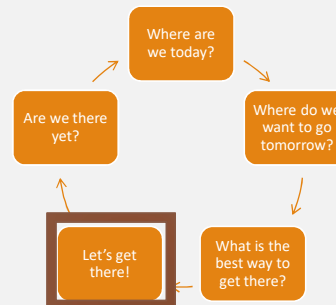 Where are
we today?
Where do we
want to go
tomorrow?
What is the
best way to
get there?
Let's get
there!
Are we there
yet?